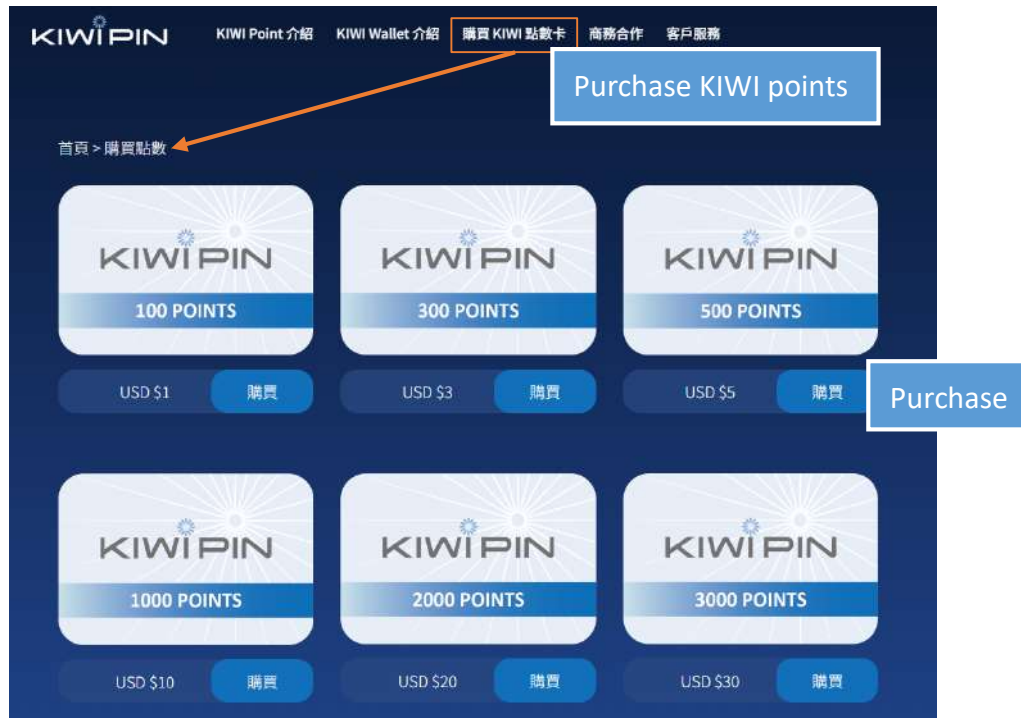 KIWIPIN KIWI Point 介紹 KIWI Wallet 介紹 購買 KIWI 點數卡 商務合作 客戶服務
Purchase KIWI points
首頁 > 購買點數
KIWIPIN KIWIPIN KIWIPIN
100 POINTS 300 POINTS 500 POINTS
USD $1 購買 USD $3 購買 USD $5 購買
Purchase
KIWIPIN KIWIPIN KIWIPIN
1000 POINTS 2000 POINTS 3000 POINTS
USD $10 購買 USD $20 購買 USD $30 購買